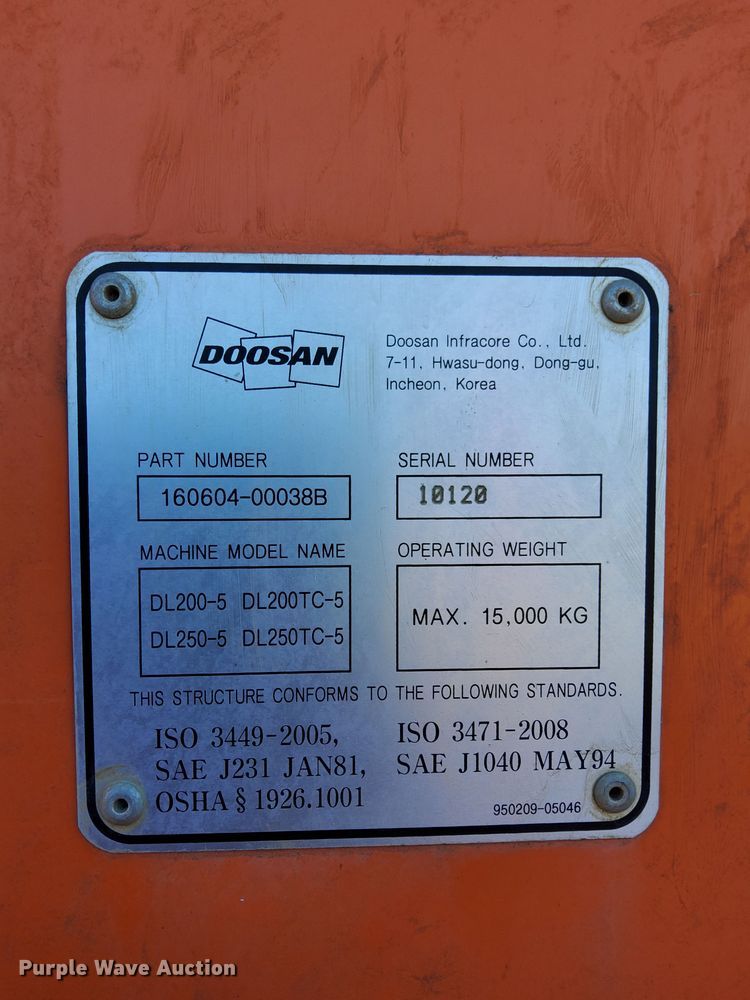 DOOSAN
Doosan Infracore Co., Ltd.
7-11, Hwasu-dong, Dong-gu,
Incheon, Korea
PART NUMBER
160604-00038B
SERIAL NUMBER
10120
MACHINE MODEL NAME
DL200-5 DL200TC-5
DL250-5 DL250TC-5
OPERATING WEIGHT
MAX. 15,000 KG
THIS STRUCTURE CONFORMS TO THE FOLLOWING STANDARDS.
ISO 3449-2005,
SAE J231 JAN81,
OSHA § 1926.1001
ISO 3471-2008
SAE J1040 MAY94
950209-05046
Purple Wave Auction